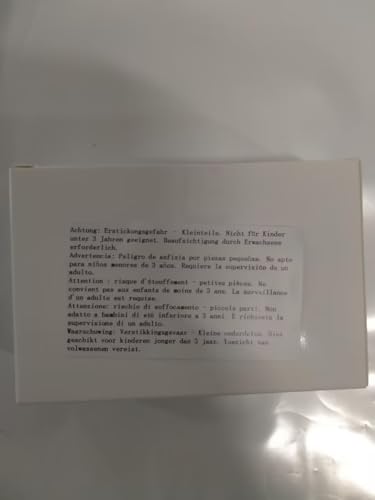 Achtung: Erstickungsgefahr - Kleinteile. Nicht für Kinder
unter 3 Jahren geeignet. Beaufsichtigung durch Erwachsene
erforderlich.
Advertencia: Peligro de asfixia por piezas pequeñas. No apto
para niños menores de 3 años. Requiere la supervisión de un
adulto.
Attention : risque d'étouffement - petites pièces. Ne
convient pas aux enfants de moins de 3 ans. La surveillance
d'un adulte est requise.
Attenzione: rischio di soffocamento - piccole parti. Non
adatto a bambini di età inferiore a 3 anni. È richiesta la
supervisione di un adulto.
Waarschuwing: Verstikkingsgevaar - Kleine onderdelen. Niet
geschikt voor kinderen jonger dan 3 jaar. Toezicht van
volwassenen vereist.